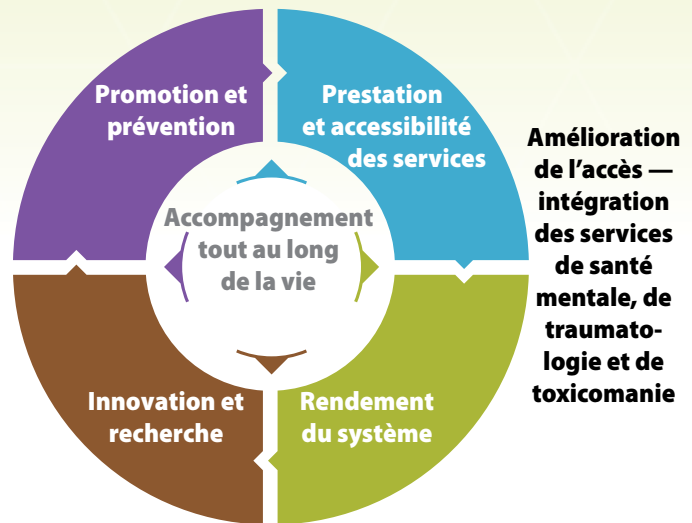 Promotion et
prévention
Prestation
et accessibilité
des services
Accompagnement
tout au long
de la vie
Innovation et
recherche
Rendement
du système
Amélioration
de l'accès —
intégration
des services
de santé
mentale, de
traumato-
logie et de
toxicomanie